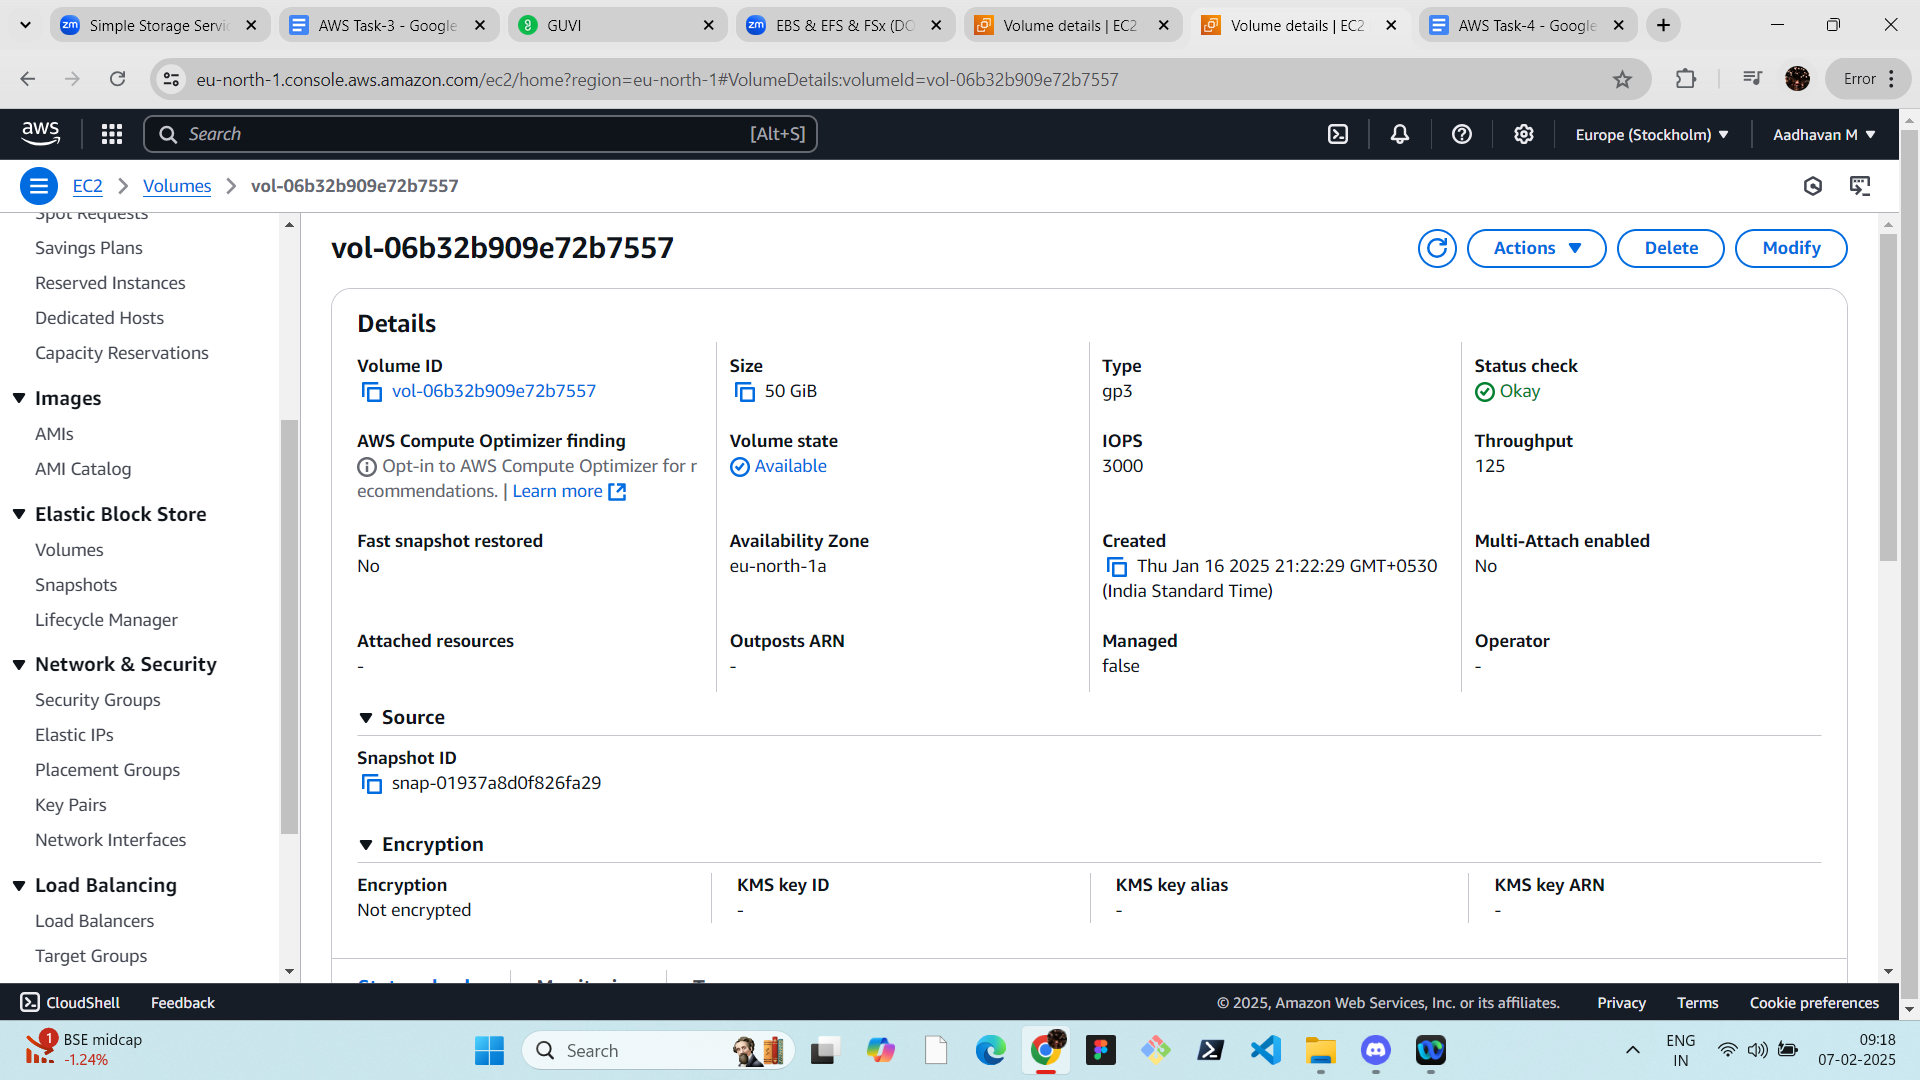 Simple Storage Servic
AWS Task-3 - Google
GUVI
EBS & EFS & FSx (DO
Volume details | EC2
Volume details | EC2
AWS Task-4 - Google
eu-north-1.console.aws.amazon.com/ec2/home?region=eu-north-1#VolumeDetails:volumeId=vol-06b32b909e72b7557
Error
aws
Search
[Alt+S]
Europe (Stockholm)
Aadhavan M
EC2
Volumes
vol-06b32b909e72b7557
Spot Requests
Savings Plans
Reserved Instances
Dedicated Hosts
Capacity Reservations
Images
AMIs
AMI Catalog
Elastic Block Store
Volumes
Snapshots
Lifecycle Manager
Network & Security
Security Groups
Elastic IPs
Placement Groups
Key Pairs
Network Interfaces
Load Balancing
Load Balancers
Target Groups
vol-06b32b909e72b7557
Actions
Delete
Modify
Details
Volume ID
vol-06b32b909e72b7557
Size
50 GiB
Type
gp3
Status check
Okay
AWS Compute Optimizer finding
Opt-in to AWS Compute Optimizer for r
ecommendations. | Learn more
Volume state
Available
IOPS
3000
Throughput
125
Fast snapshot restored
No
Availability Zone
eu-north-1a
Created
Thu Jan 16 2025 21:22:29 GMT+0530
(India Standard Time)
Multi-Attach enabled
No
Attached resources
-
Outposts ARN
-
Managed
false
Operator
-
Source
Snapshot ID
snap-01937a8d0f826fa29
Encryption
Encryption
Not encrypted
KMS key ID
-
KMS key alias
-
KMS key ARN
-
CloudShell
Feedback
© 2025, Amazon Web Services, Inc. or its affiliates.
Privacy
Terms
Cookie preferences
1
BSE midcap
-1.24%
Search
ENG
IN
09:18
07-02-2025